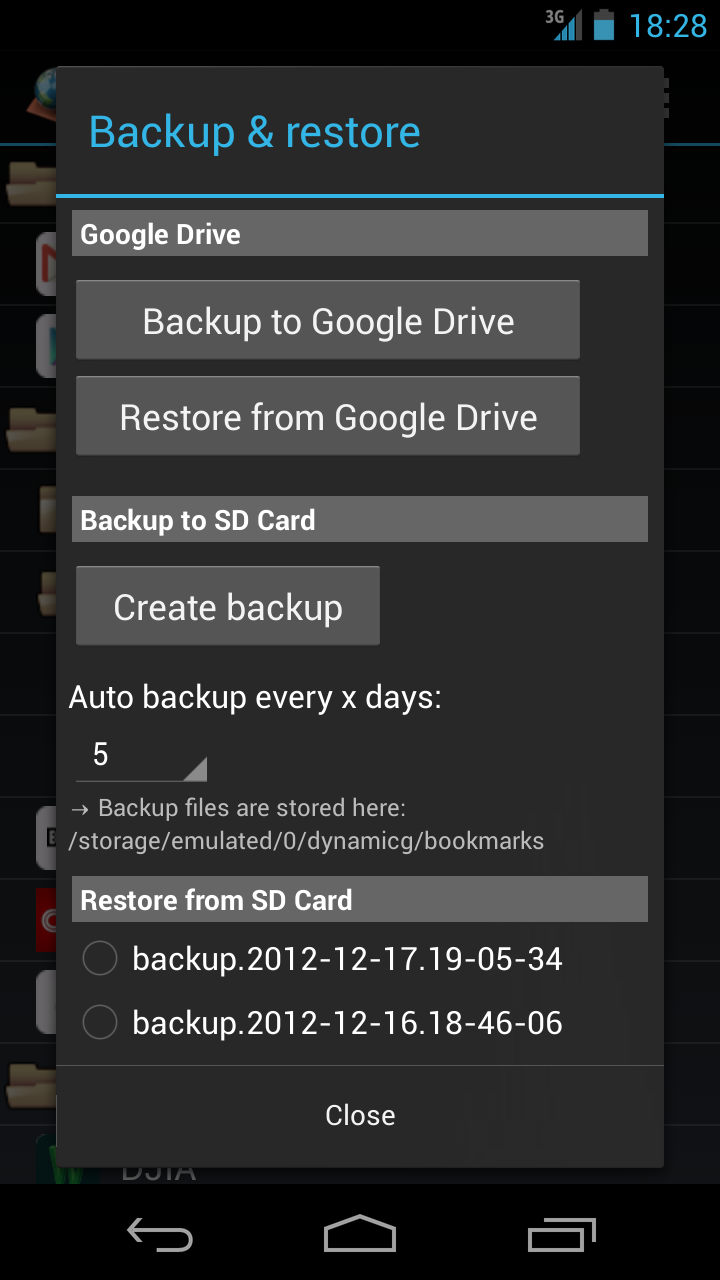 3G 18:28
Backup & restore
Google Drive
Backup to Google Drive
Restore from Google Drive
Backup to SD Card
Create backup
Auto backup every x days:
5
→ Backup files are stored here:
/storage/emulated/0/dynamicg/bookmarks
Restore from SD Card
backup.2012-12-17.19-05-34
backup.2012-12-16.18-46-06
Close
DJIA